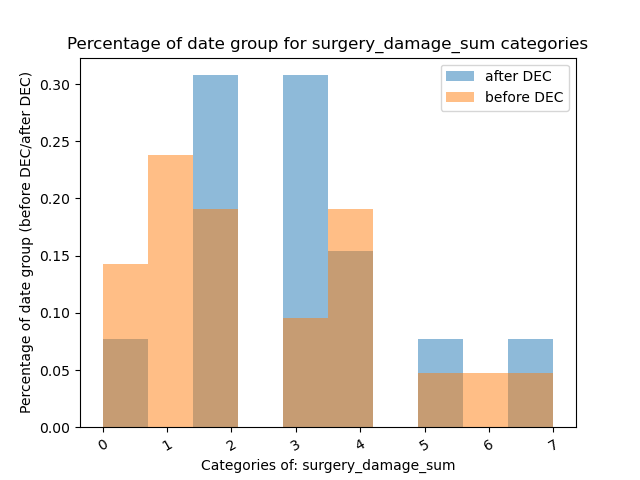 Percentage of date group for surgery_damage_sum categories
after DEC
before DEC
Percentage of date group (before DEC/after DEC)
0.30
0.25
0.20
0.15
0.10
0.05
0.00
0 1 2 3 4 5 6 7
Categories of: surgery_damage_sum